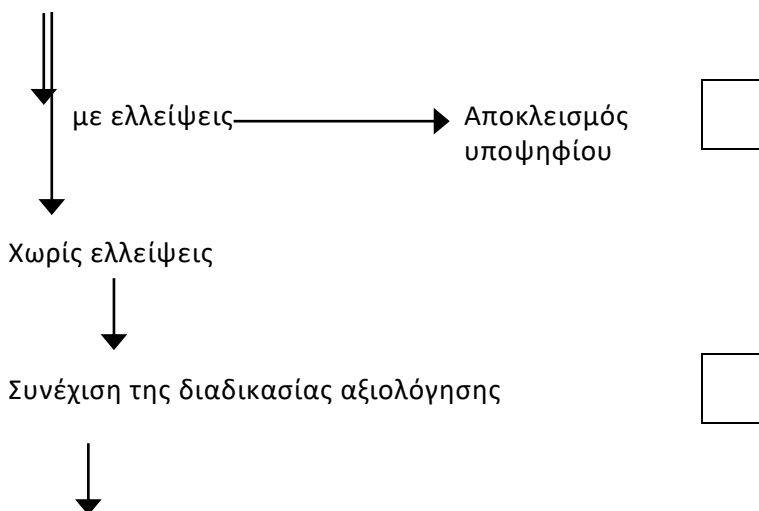 με ελλείψεις
Αποκλεισμός
υποψηφίου
Χωρίς ελλείψεις
Συνέχιση της διαδικασίας αξιολόγησης